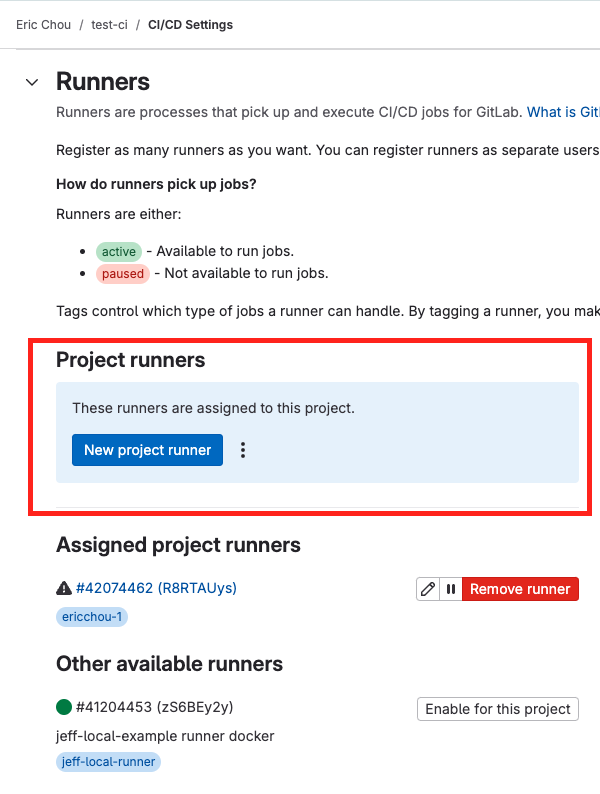 Eric Chou / test-ci / CI/CD Settings
Runners
Runners are processes that pick up and execute CI/CD jobs for GitLab. What is Git
Register as many runners as you want. You can register runners as separate users
How do runners pick up jobs?
Runners are either:
active - Available to run jobs.
paused - Not available to run jobs.
Tags control which type of jobs a runner can handle. By tagging a runner, you mak
Project runners
These runners are assigned to this project.
New project runner
Assigned project runners
#42074462 (R8RTAUys) Remove runner
ericchou-1
Other available runners
#41204453 (zS6BEy2y) Enable for this project
jeff-local-example runner docker
jeff-local-runner